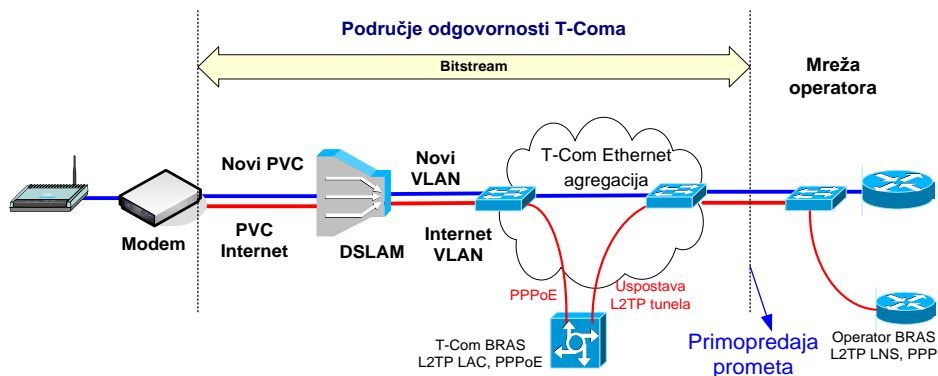 Područje odgovornosti T-Coma
Bitstream
Mreža
operatora
Novi PVC
Novi
VLAN
T-Com Ethernet
agregacija
Modem
PVC
Internet
DSLAM
Internet
VLAN
PPPoE
Uspostava
L2TP tunela
T-Com BRAS
L2TP LAC, PPPoE
Primopredaja
prometa
Operator BRAS
L2TP LNS, PPP